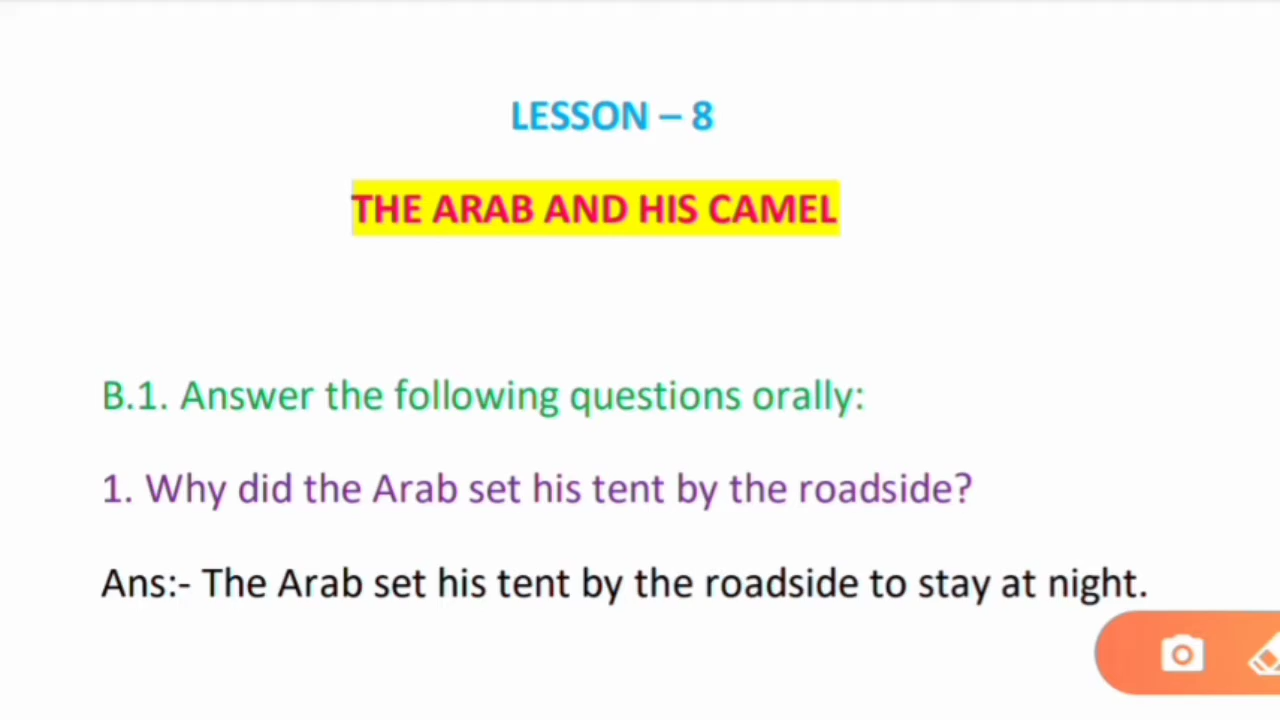 LESSON – 8
THE ARAB AND HIS CAMEL
B.1. Answer the following questions orally:
1. Why did the Arab set his tent by the roadside?
Ans:- The Arab set his tent by the roadside to stay at night.